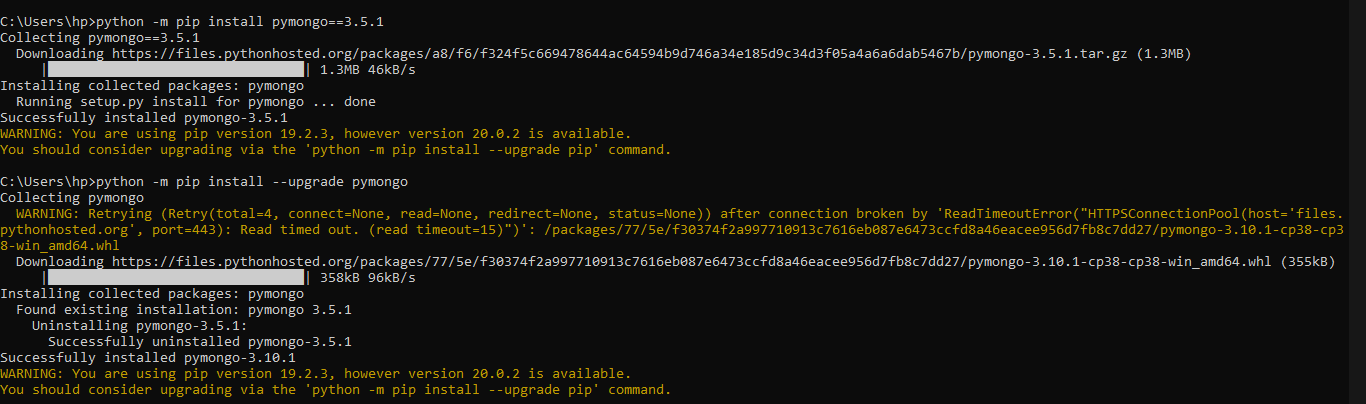 C:\Users\hp>python -m pip install pymongo==3.5.1
Collecting pymongo==3.5.1
  Downloading https://files.pythonhosted.org/packages/a8/f6/f324f5c669478644ac64594b9d746a34e185d9c34d3f05a4a6a6dab5467b/pymongo-3.5.1.tar.gz (1.3MB)
     |████████████████████████████████| 1.3MB 46kB/s
Installing collected packages: pymongo
  Running setup.py install for pymongo ... done
Successfully installed pymongo-3.5.1
WARNING: You are using pip version 19.2.3, however version 20.0.2 is available.
You should consider upgrading via the 'python -m pip install --upgrade pip' command.
C:\Users\hp>python -m pip install --upgrade pymongo
Collecting pymongo
  WARNING: Retrying (Retry(total=4, connect=None, read=None, redirect=None, status=None)) after connection broken by 'ReadTimeoutError("HTTPSConnectionPool(host='files.
pythonhosted.org', port=443): Read timed out. (read timeout=15)")': /packages/77/5e/f30374f2a997710913c7616eb087e6473ccfd8a46eacee956d7fb8c7dd27/pymongo-3.10.1-cp38-cp3
8-win_amd64.whl
  Downloading https://files.pythonhosted.org/packages/77/5e/f30374f2a997710913c7616eb087e6473ccfd8a46eacee956d7fb8c7dd27/pymongo-3.10.1-cp38-cp38-win_amd64.whl (355kB)
     |████████████████████████████████| 358kB 96kB/s
Installing collected packages: pymongo
  Found existing installation: pymongo 3.5.1
    Uninstalling pymongo-3.5.1:
      Successfully uninstalled pymongo-3.5.1
Successfully installed pymongo-3.10.1
WARNING: You are using pip version 19.2.3, however version 20.0.2 is available.
You should consider upgrading via the 'python -m pip install --upgrade pip' command.